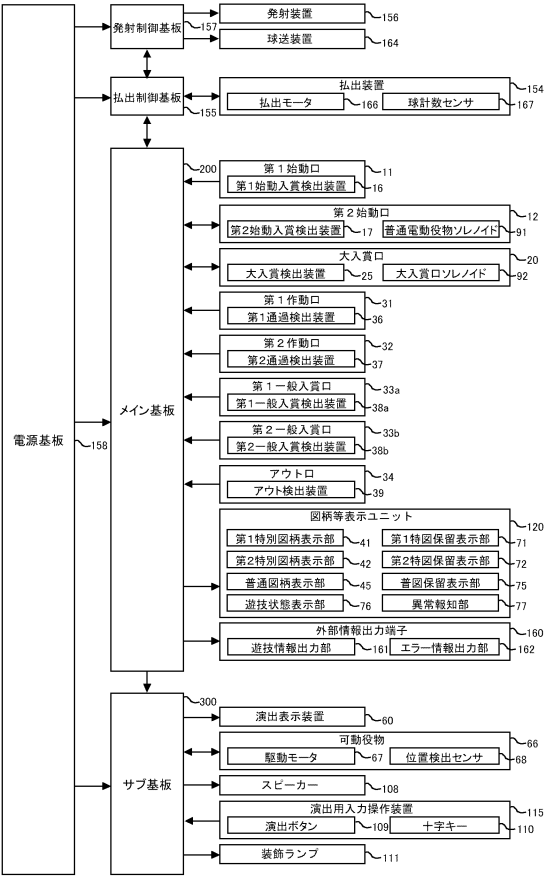 電源基板
158
発射制御基板
157
発射装置
156
球送装置
164
払出制御基板
155
払出装置
154
払出モータ
166
球計数センサ
167
メイン基板
200
第1始動口
11
第1始動入賞検出装置
16
第2始動口
12
第2始動入賞検出装置
17
普通電動役物ソレノイド
91
大入賞口
20
大入賞検出装置
25
大入賞口ソレノイド
92
第1作動口
31
第1通過検出装置
36
第2作動口
32
第2通過検出装置
37
第1一般入賞口
33a
第1一般入賞検出装置
38a
第2一般入賞口
33b
第2一般入賞検出装置
38b
アウト口
34
アウト検出装置
39
図柄等表示ユニット
120
第1特別図柄表示部
41
第1特図保留表示部
71
第2特別図柄表示部
42
第2特図保留表示部
72
普通図柄表示部
45
普図保留表示部
75
遊技状態表示部
76
異常報知部
77
外部情報出力端子
160
遊技情報出力部
161
エラー情報出力部
162
サブ基板
300
演出表示装置
60
可動役物
66
駆動モータ
67
位置検出センサ
68
スピーカー
108
演出用入力操作装置
115
演出ボタン
109
十字キー
110
装飾ランプ
111